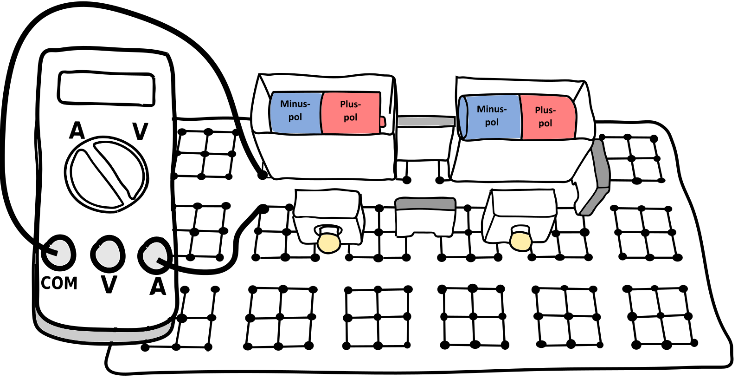 A V
Minus-
pol
Plus-
pol
Minus-
pol
Plus-
pol
COM V A